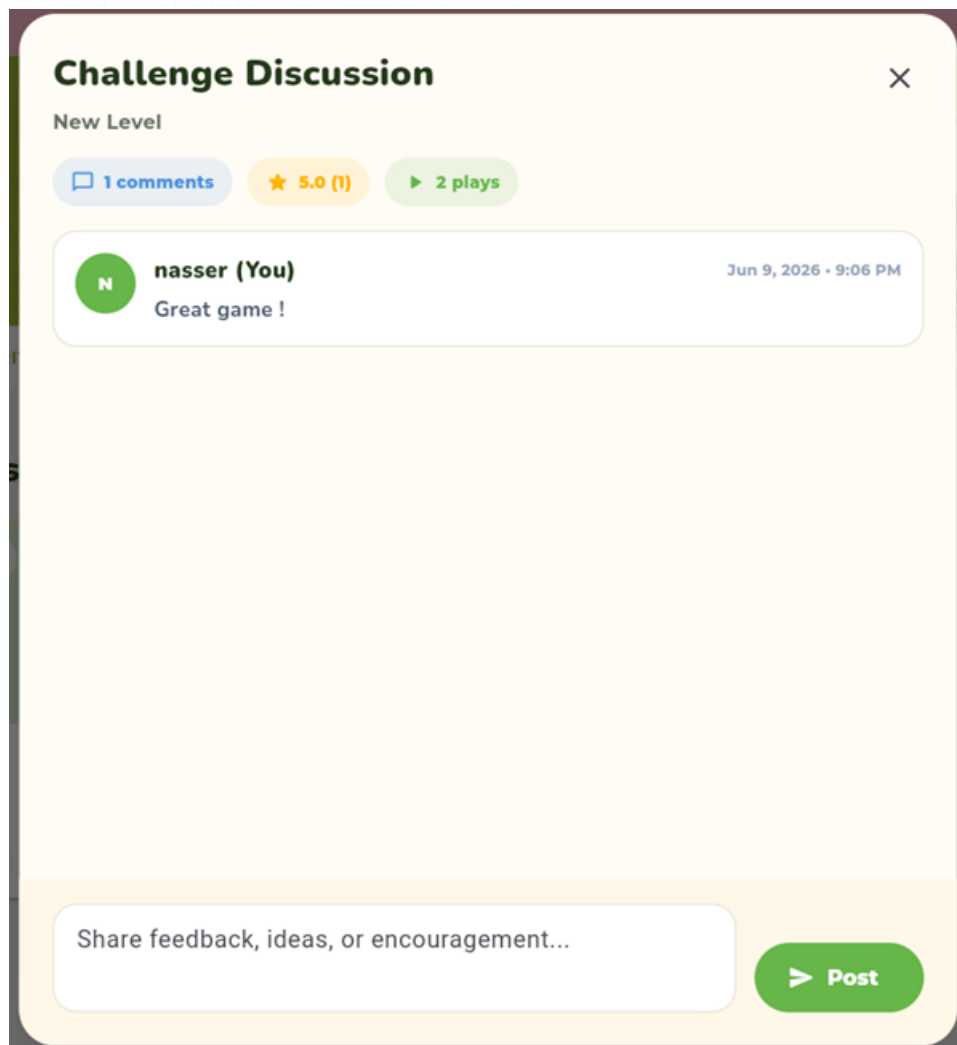 Challenge Discussion
New Level
1 comments
5.0 (1)
2 plays
N
nasser (You)
Jun 9, 2026 • 9:06 PM
Great game !
Share feedback, ideas, or encouragement...
Post